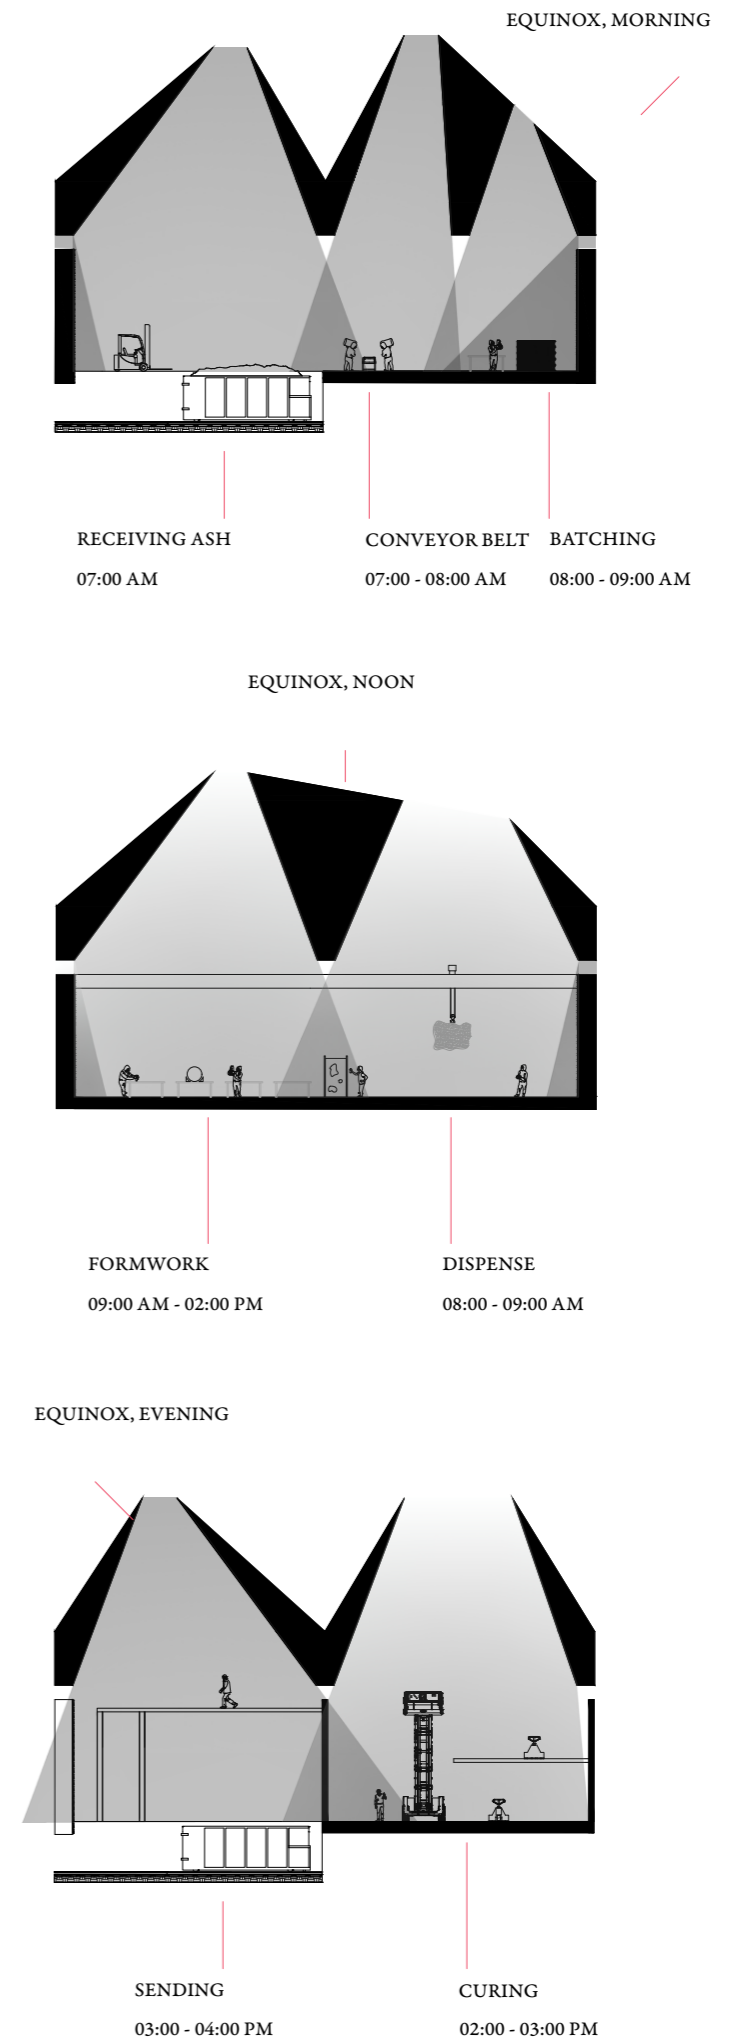 EQUINOX, MORNING
RECEIVING ASH
07:00 AM
CONVEYOR BELT
07:00 - 08:00 AM
BATCHING
08:00 - 09:00 AM
EQUINOX, NOON
FORMWORK
09:00 AM - 02:00 PM
DISPENSE
08:00 - 09:00 AM
EQUINOX, EVENING
SENDING
03:00 - 04:00 PM
CURING
02:00 - 03:00 PM